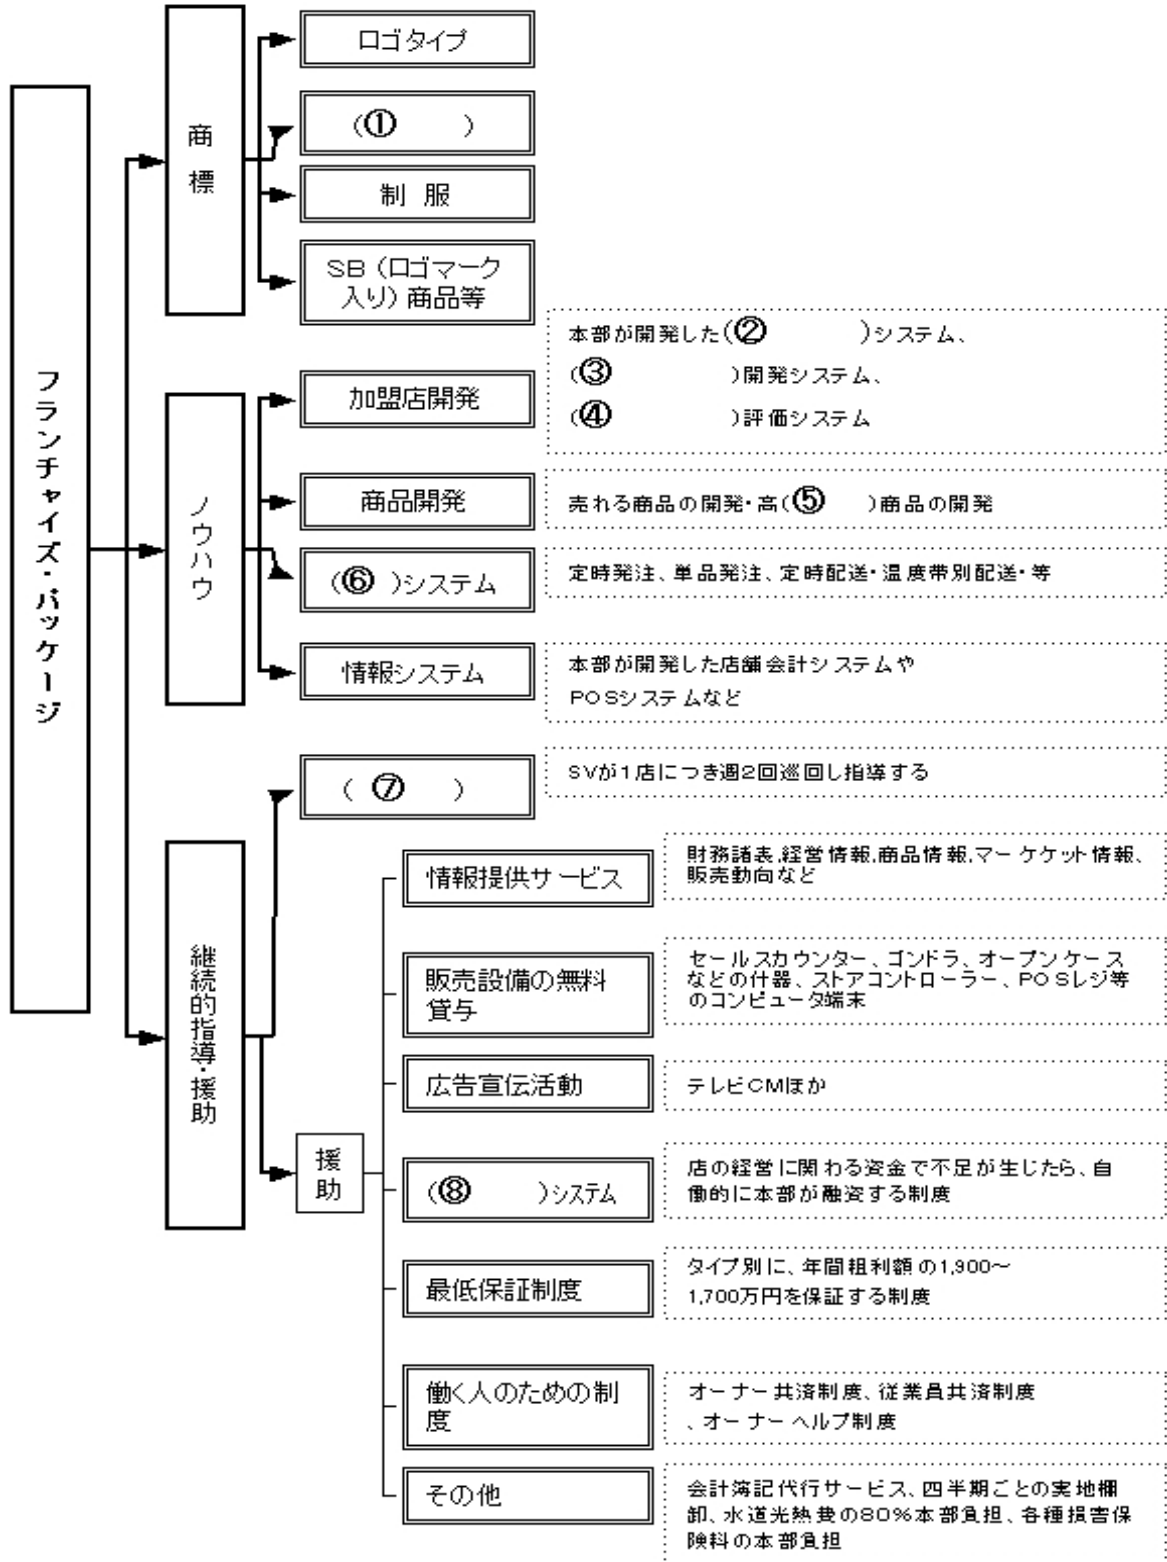 フランチャイズ・パッケージ
商標
ロゴタイプ
(① )
制 服
SB（ロゴマーク
入り）商品等
ノウハウ
加盟店開発
本部が開発した(② )システム、
(③ )開発システム、
(④ )評価システム
商品開発
売れる商品の開発・高(⑤ )商品の開発
(⑥ )システム
定時発注、単品発注、定時配送・温度帯別配送・等
情報システム
本部が開発した店舗会計システムや
POSシステムなど
継続的指導・援助
( ⑦ )
SVが1店につき週2回巡回し指導する
援助
情報提供サービス
財務諸表,経営情報,商品情報,マーケケット情報、
販売動向など
販売設備の無料
貸与
セールスカウンター、ゴンドラ、オープンケース
などの什器、ストアコントローラー、POSレジ等
のコンピュータ端末
広告宣伝活動
テレビCMほか
(⑧ )システム
店の経営に関わる資金で不足が生じたら、自
働的に本部が融資する制度
最低保証制度
タイプ別に、年間粗利額の1,900～
1,700万円を保証する制度
働く人のための制
度
オーナー共済制度、従業員共済制度
、オーナーヘルプ制度
その他
会計簿記代行サービス、四半期ごとの実地棚
卸、水道光熱費の80%本部負担、各種損害保
険料の本部負担